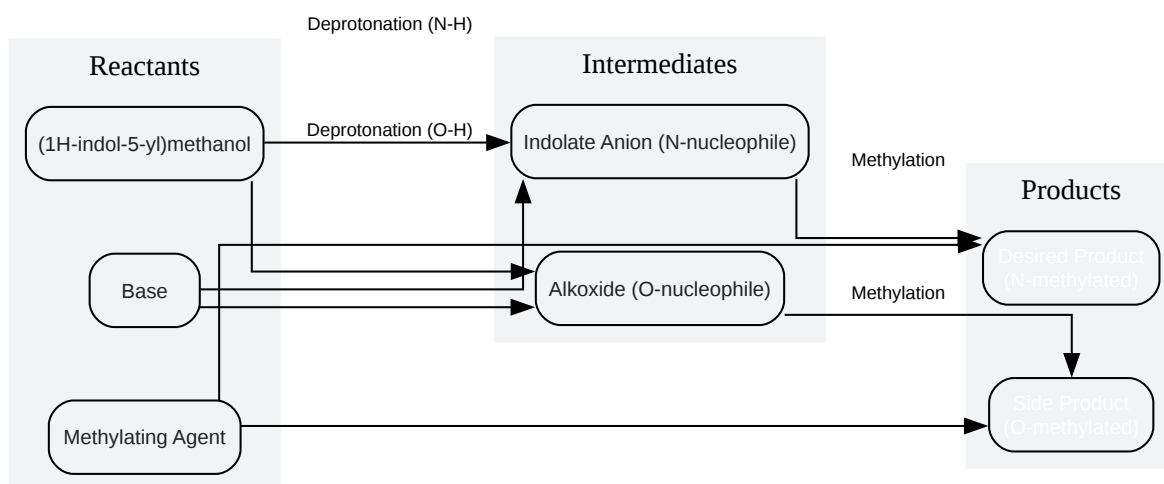 Deprotonation (N-H)
Reactants
Intermediates
(1H-indol-5-yl)methanol
Deprotonation (O-H)
Indolate Anion (N-nucleophile)
Methylation
Products
Base
Alkoxide (O-nucleophile)
Desired Product
(N-methylated)
Methylation
Methylating Agent
Side Product
(O-methylated)